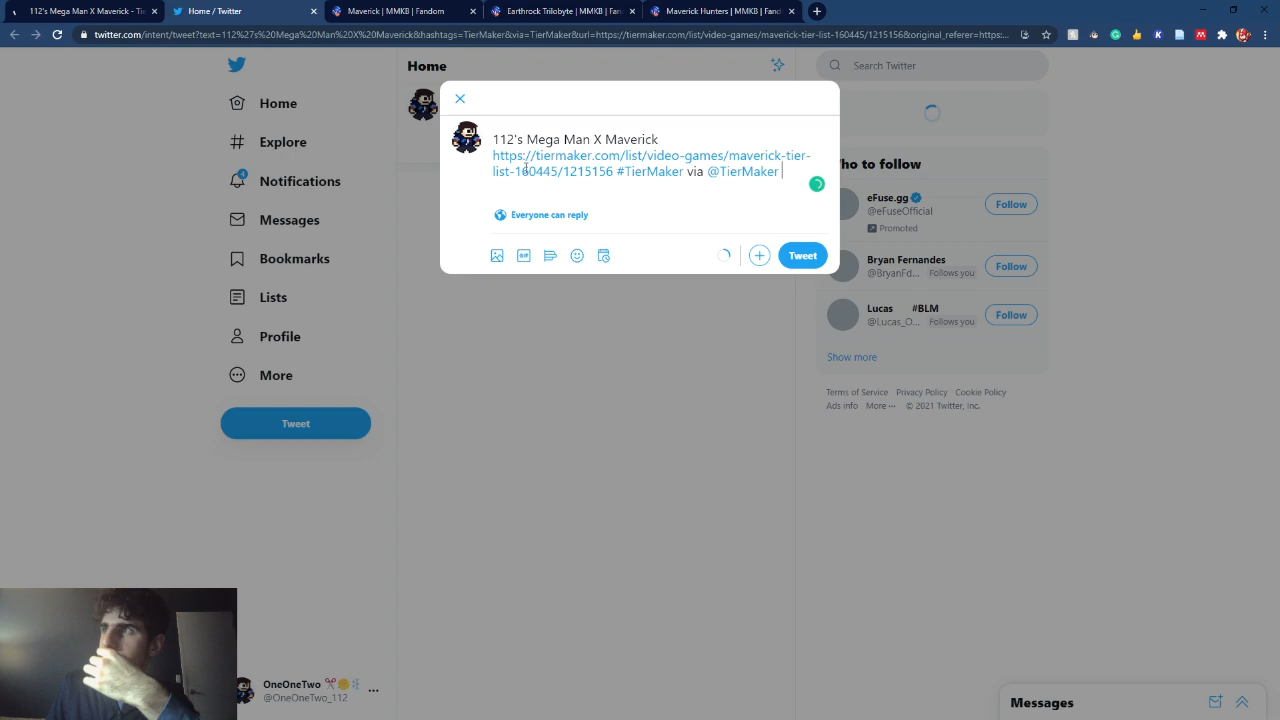 112's Mega Man X Maverick - Tie
Home / Twitter
Maverick | MMKB | Fandom
Earthrock Trilobyte | MMKB | Fan
Maverick Hunters | MMKB | Fande
twitter.com/intent/tweet?text=112%27s%20Mega%20Man%20X%20Maverick&hashtags=TierMaker&via=TierMaker&url=https://tiermaker.com/list/video-games/maverick-tier-list-160445/1215156&original_referer=https:...
Home
Search Twitter
Home
Explore
4
Notifications
Messages
Bookmarks
Lists
Profile
More
Tweet
112's Mega Man X Maverick
https://tiermaker.com/list/video-games/maverick-tier-
list-160445/1215156 #TierMaker via @TierMaker
Everyone can reply
GIF
Tweet
ho to follow
eFuse.gg
@eFuseOfficial
Promoted
Follow
Bryan Fernandes
@BryanFd... Follows you
Follow
Lucas #BLM
@Lucas_O... Follows you
Follow
Show more
Terms of Service Privacy Policy Cookie Policy
Ads info More ··· © 2021 Twitter, Inc.
OneOneTwo
@OneOneTwo_112
Messages